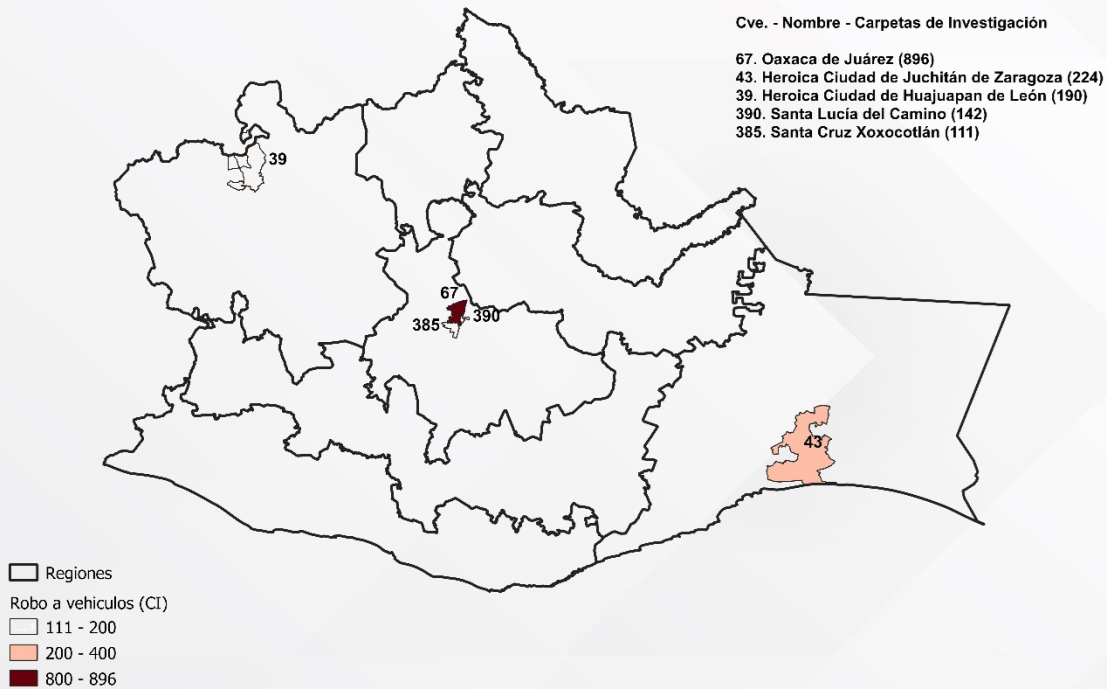 Cve. - Nombre - Carpetas de Investigación
67. Oaxaca de Juárez (896)
43. Heroica Ciudad de Juchitán de Zaragoza (224)
39. Heroica Ciudad de Huajuapan de León (190)
390. Santa Lucía del Camino (142)
385. Santa Cruz Xoxocotlán (111)
39
67
385
390
43
Regiones
Robo a vehiculos (CI)
111 - 200
200 - 400
800 - 896